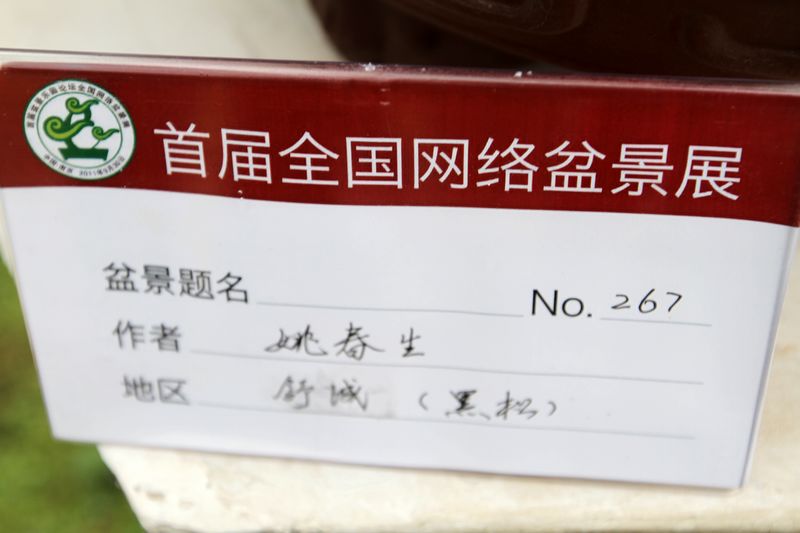 首届全国网络盆景展
盆景题名
No. 267
作者 姚春生
地区 舒城（黑松）